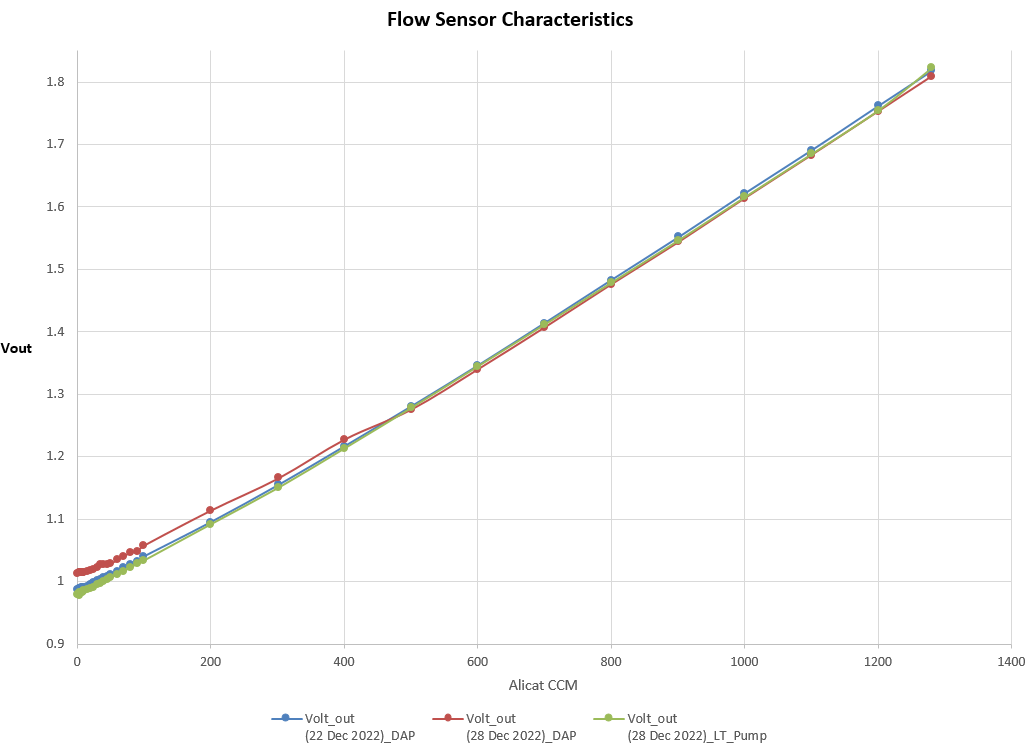 Flow Sensor Characteristics
1.8
1.7
1.6
1.5
1.4
Vout
1.3
1.2
1.1
1
0.9
0 200 400 600 800 1000 1200 1400
Alicat CCM
Volt_out Volt_out Volt_out
(22 Dec 2022)_DAP (28 Dec 2022)_DAP (28 Dec 2022)_LT_Pump